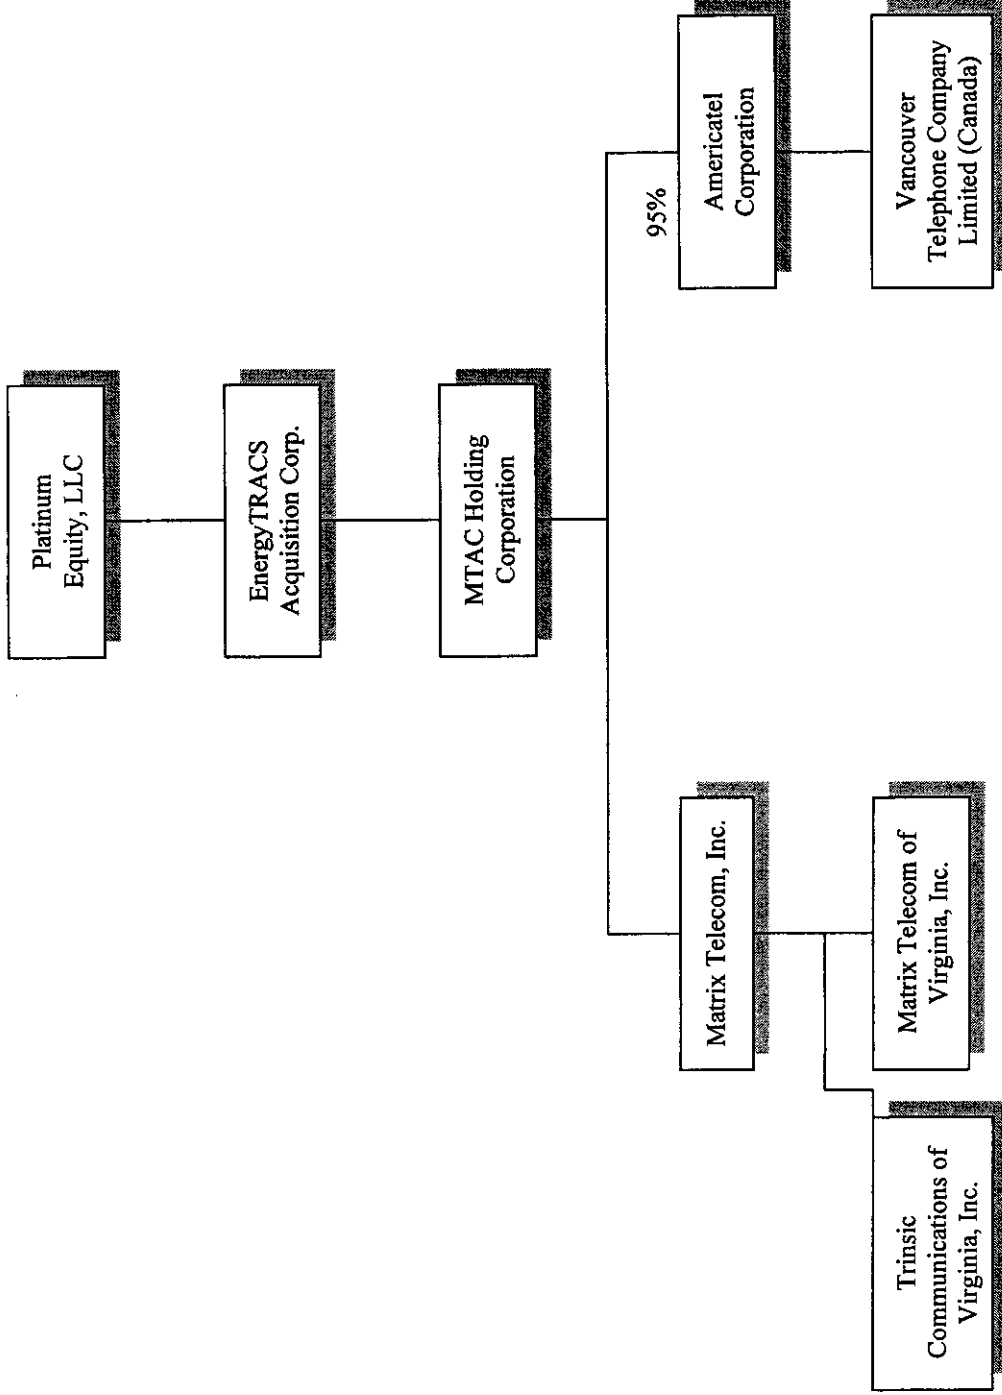 Platinum
Equity, LLC
EnergyTRACS
Acquisition Corp.
MTAC Holding
Corporation
95%
Matrix Telecom, Inc.
Americatel
Corporation
Trinsic
Communications of
Virginia, Inc.
Matrix Telecom of
Virginia, Inc.
Vancouver
Telephone Company
Limited (Canada)